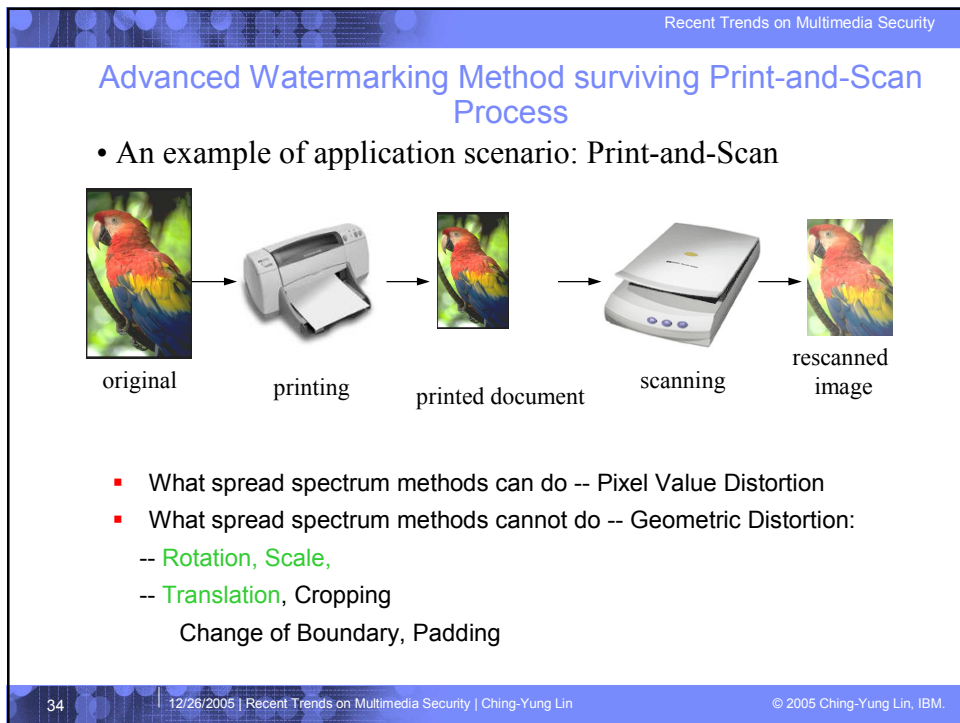 Recent Trends on Multimedia Security
Advanced Watermarking Method surviving Print-and-Scan
Process
• An example of application scenario: Print-and-Scan
original
printing
printed document
scanning
rescanned
image
▪ What spread spectrum methods can do -- Pixel Value Distortion
▪ What spread spectrum methods cannot do -- Geometric Distortion:
-- Rotation, Scale,
-- Translation, Cropping
Change of Boundary, Padding
34
12/26/2005 | Recent Trends on Multimedia Security | Ching-Yung Lin
© 2005 Ching-Yung Lin, IBM.